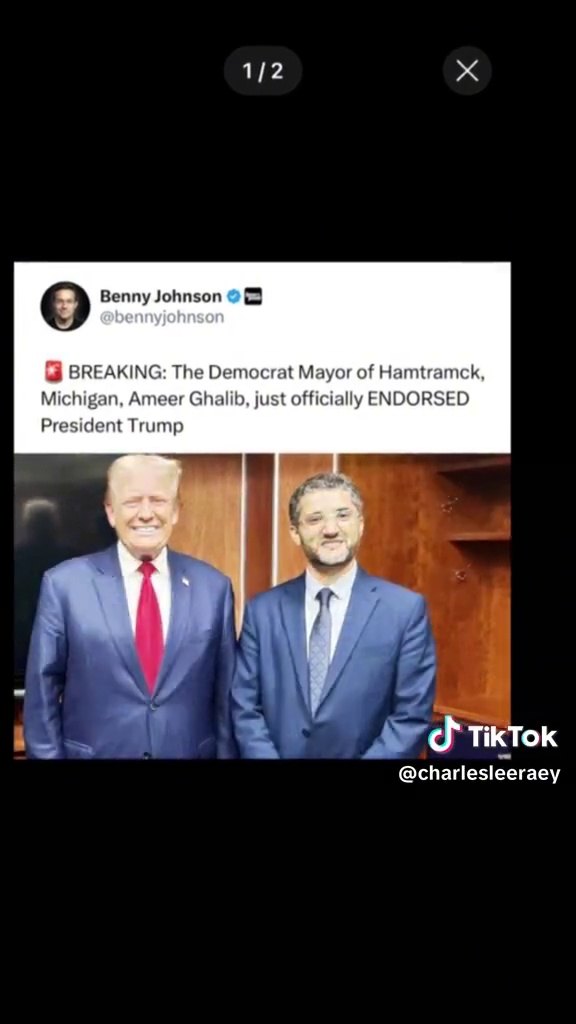 1 / 2
Benny Johnson
@bennyjohnson
🚨 BREAKING: The Democrat Mayor of Hamtramck,
Michigan, Ameer Ghalib, just officially ENDORSED
President Trump
TikTok
@charlesleeraey